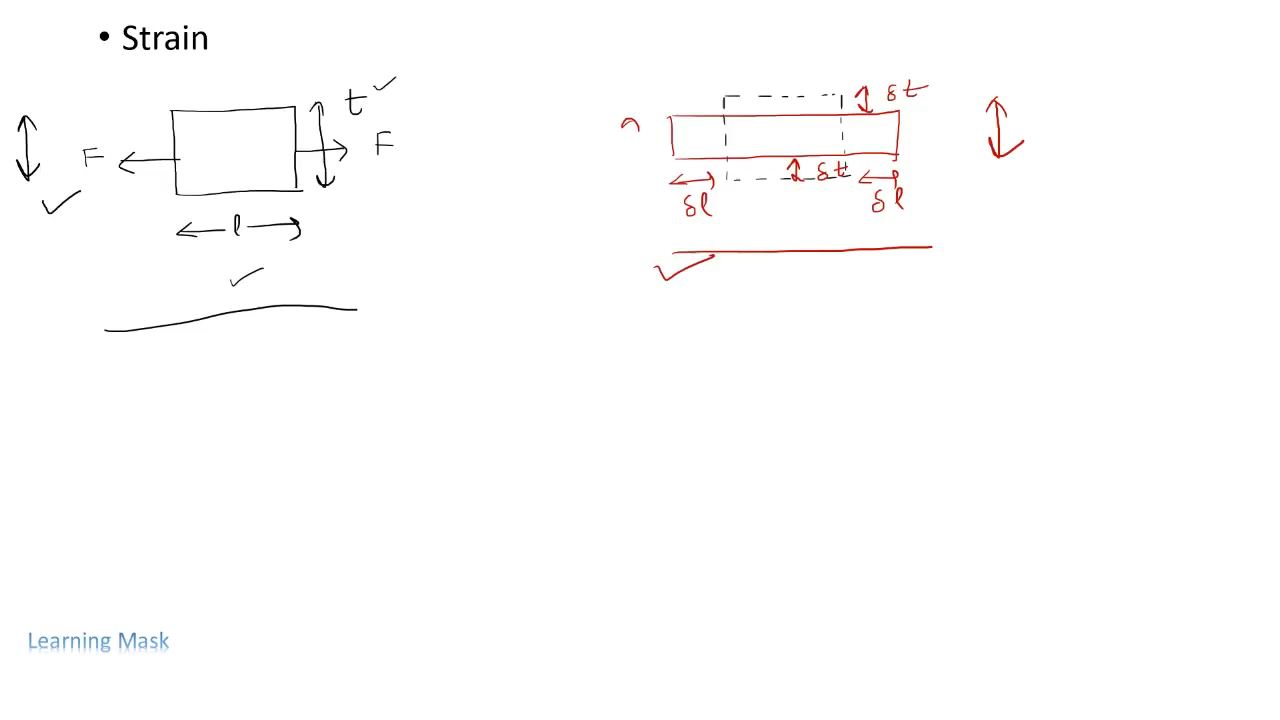 • Strain
t
F
F
l
δt
δt
δl
δl
Learning Mask